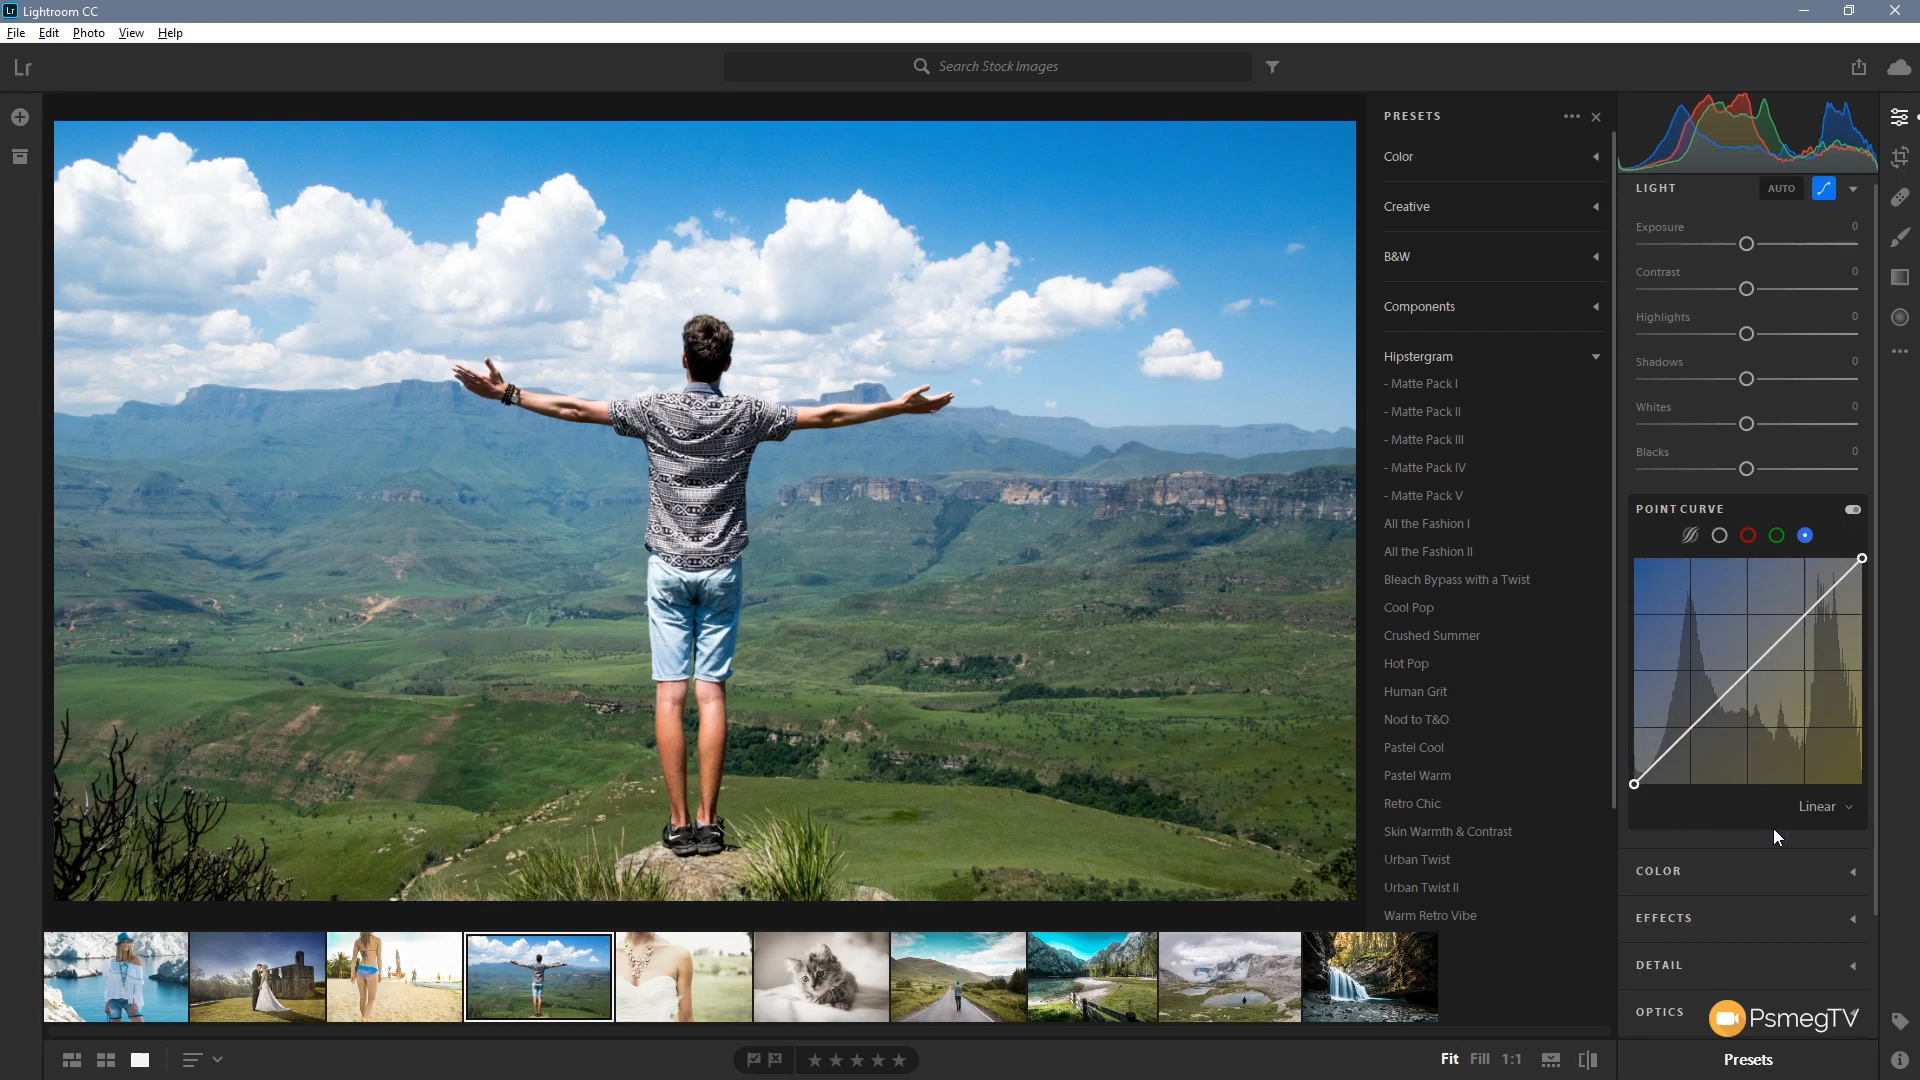 Lr Lightroom CC
File Edit Photo View Help
Lr
Search Stock Images
PRESETS
Color
Creative
B&W
Components
Hipstergram
- Matte Pack I
- Matte Pack II
- Matte Pack III
- Matte Pack IV
- Matte Pack V
All the Fashion I
All the Fashion II
Bleach Bypass with a Twist
Cool Pop
Crushed Summer
Hot Pop
Human Grit
Nod to T&O
Pastel Cool
Pastel Warm
Retro Chic
Skin Warmth & Contrast
Urban Twist
Urban Twist II
Warm Retro Vibe
LIGHT AUTO
Exposure 0
Contrast 0
Highlights 0
Shadows 0
Whites 0
Blacks 0
POINT CURVE
Linear
COLOR
EFFECTS
DETAIL
OPTICS
PsmegTV
Fit Fill 1:1
Presets